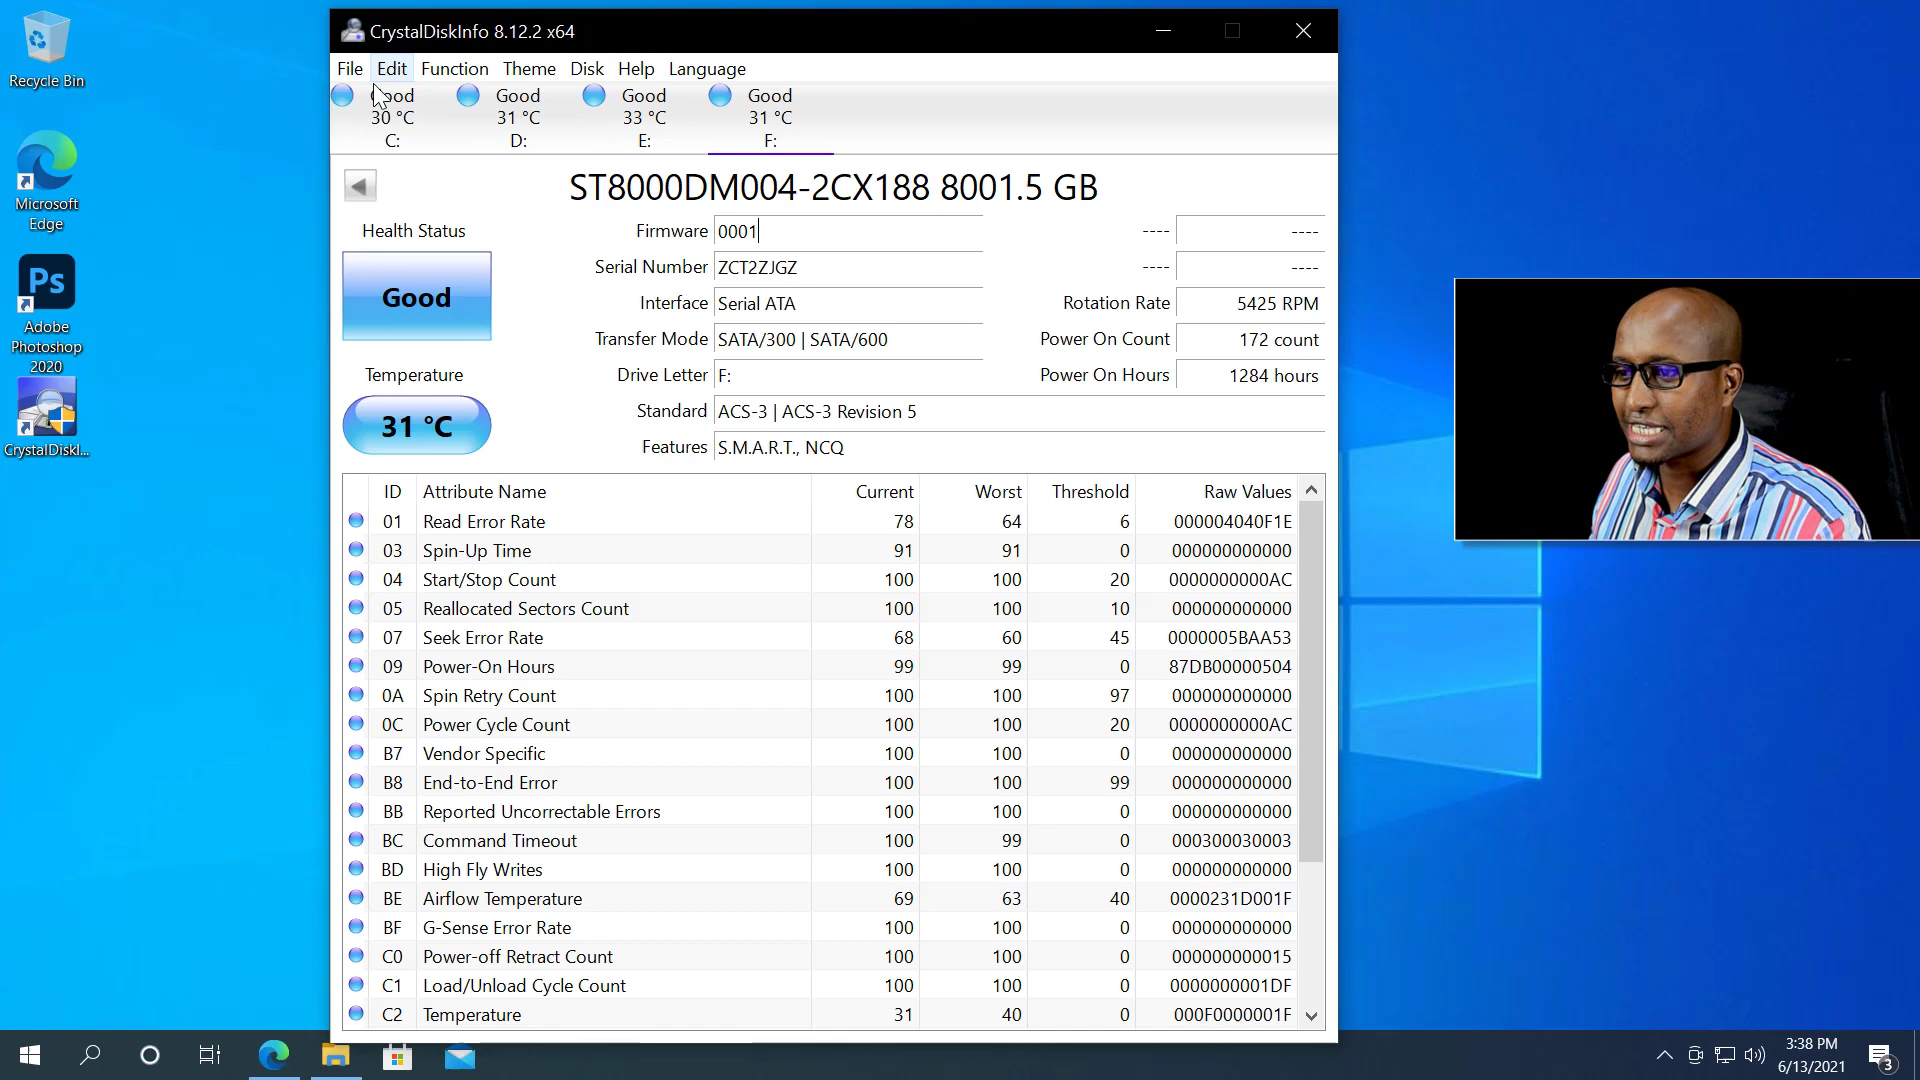 Recycle Bin
Microsoft
Edge
Ps
Adobe
Photoshop
2020
CrystalDiskI...
CrystalDiskInfo 8.12.2 x64
File Edit Function Theme Disk Help Language
Good Good Good
30 °C 31 °C 33 °C 31 °C
C: D: E: F:
ST8000DM004-2CX188 8001.5 GB
Health Status
Good
Temperature
31 °C
Firmware 0001 ---- ----
Serial Number ZCT2ZJGZ ---- ----
Interface Serial ATA Rotation Rate 5425 RPM
Transfer Mode SATA/300 | SATA/600 Power On Count 172 count
Drive Letter F: Power On Hours 1284 hours
Standard ACS-3 | ACS-3 Revision 5
Features S.M.A.R.T., NCQ
ID Attribute Name Current Worst Threshold Raw Values
01 Read Error Rate 78 64 6 000004040F1E
03 Spin-Up Time 91 91 0 000000000000
04 Start/Stop Count 100 100 20 0000000000AC
05 Reallocated Sectors Count 100 100 10 000000000000
07 Seek Error Rate 68 60 45 0000005BAA53
09 Power-On Hours 99 99 0 87DB00000504
0A Spin Retry Count 100 100 97 000000000000
0C Power Cycle Count 100 100 20 0000000000AC
B7 Vendor Specific 100 100 0 000000000000
B8 End-to-End Error 100 100 99 000000000000
BB Reported Uncorrectable Errors 100 100 0 000000000000
BC Command Timeout 100 99 0 000300030003
BD High Fly Writes 100 100 0 000000000000
BE Airflow Temperature 69 63 40 0000231D001F
BF G-Sense Error Rate 100 100 0 000000000000
C0 Power-off Retract Count 100 100 0 000000000015
C1 Load/Unload Cycle Count 100 100 0 0000000001DF
C2 Temperature 31 40 0 000F0000001F
3:38 PM
6/13/2021
3